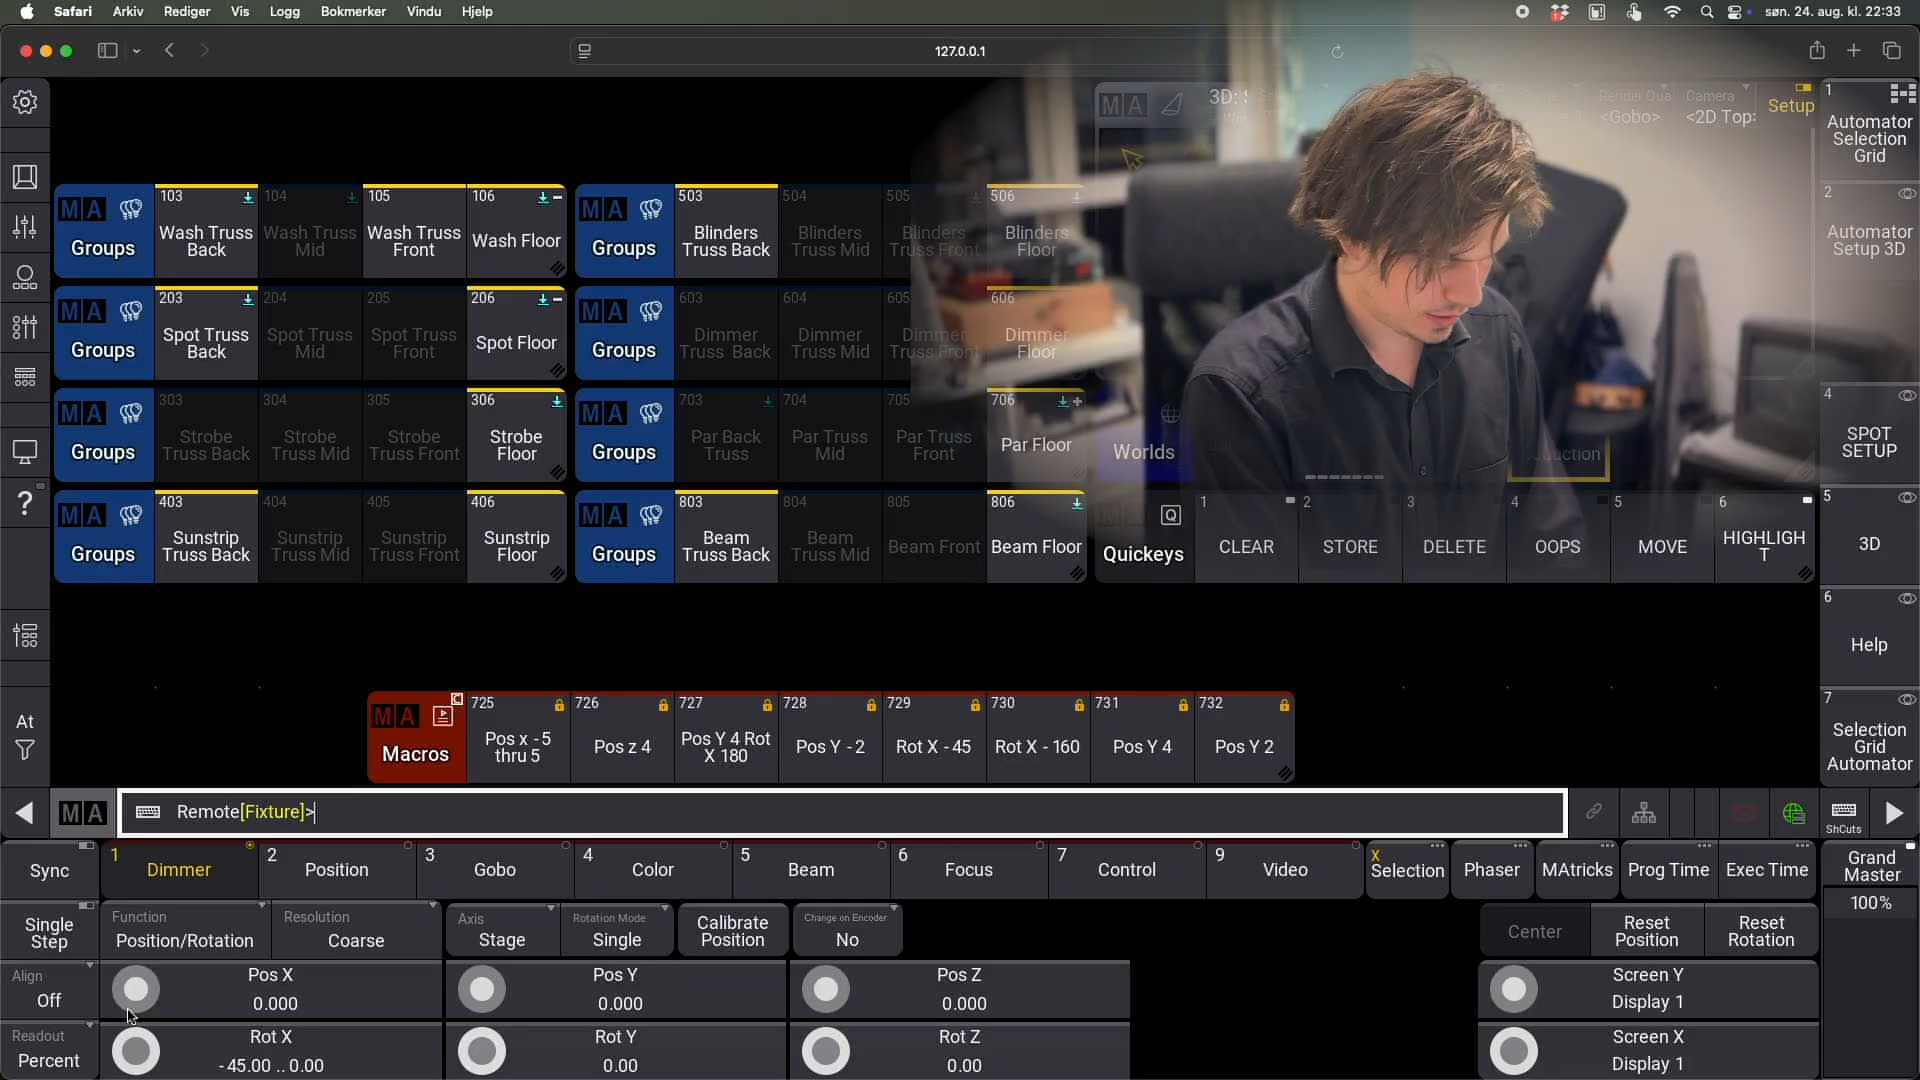 Safari Arkiv Rediger Vis Logg Bokmerker Vindu Hjelp
søn. 24. aug. kl. 22:33
127.0.0.1
MA
3D:
Render Qua
<Gobo>
Camera
<2D Top:
Setup
1
Automator
Selection
Grid
2
Automator
Setup 3D
4
SPOT
SETUP
5
3D
6
Help
7
Selection
Grid
Automator
MA
Groups
103
Wash Truss
Back
104
Wash Truss
Mid
105
Wash Truss
Front
106
Wash Floor
MA
Groups
503
Blinders
Truss Back
504
Blinders
Truss Mid
505
Blinders
Truss Front
506
Blinders
Floor
MA
Groups
203
Spot Truss
Back
204
Spot Truss
Mid
205
Spot Truss
Front
206
Spot Floor
MA
Groups
603
Dimmer
Truss Back
604
Dimmer
Truss Mid
605
Dimmer
Truss Front
606
Dimmer
Floor
MA
Groups
303
Strobe
Truss Back
304
Strobe
Truss Mid
305
Strobe
Truss Front
306
Strobe
Floor
MA
Groups
703
Par Back
Truss
704
Par Truss
Mid
705
Par Truss
Front
706
Par Floor
Worlds
MA
Groups
403
Sunstrip
Truss Back
404
Sunstrip
Truss Mid
405
Sunstrip
Truss Front
406
Sunstrip
Floor
MA
Groups
803
Beam
Truss Back
804
Beam
Truss Mid
805
Beam Front
806
Beam Floor
Q
Quickeys
1
CLEAR
2
STORE
3
DELETE
4
OOPS
5
MOVE
6
HIGHLIGH
T
MA
C
Macros
725
Pos x -5
thru 5
726
Pos z 4
727
Pos Y 4 Rot
X 180
728
Pos Y -2
729
Rot X -45
730
Rot X -160
731
Pos Y 4
732
Pos Y 2
?
At
MA
Remote[Fixture]>
ShCuts
Sync
1
Dimmer
2
Position
3
Gobo
4
Color
5
Beam
6
Focus
7
Control
9
Video
X
Selection
Phaser
MAtricks
Prog Time
Exec Time
Grand
Master
100%
Single
Step
Function
Position/Rotation
Resolution
Coarse
Axis
Stage
Rotation Mode
Single
Calibrate
Position
Change on Encoder
No
Center
Reset
Position
Reset
Rotation
Align
Off
Pos X
0.000
Pos Y
0.000
Pos Z
0.000
Screen Y
Display 1
Readout
Percent
Rot X
-45.00 .. 0.00
Rot Y
0.00
Rot Z
0.00
Screen X
Display 1